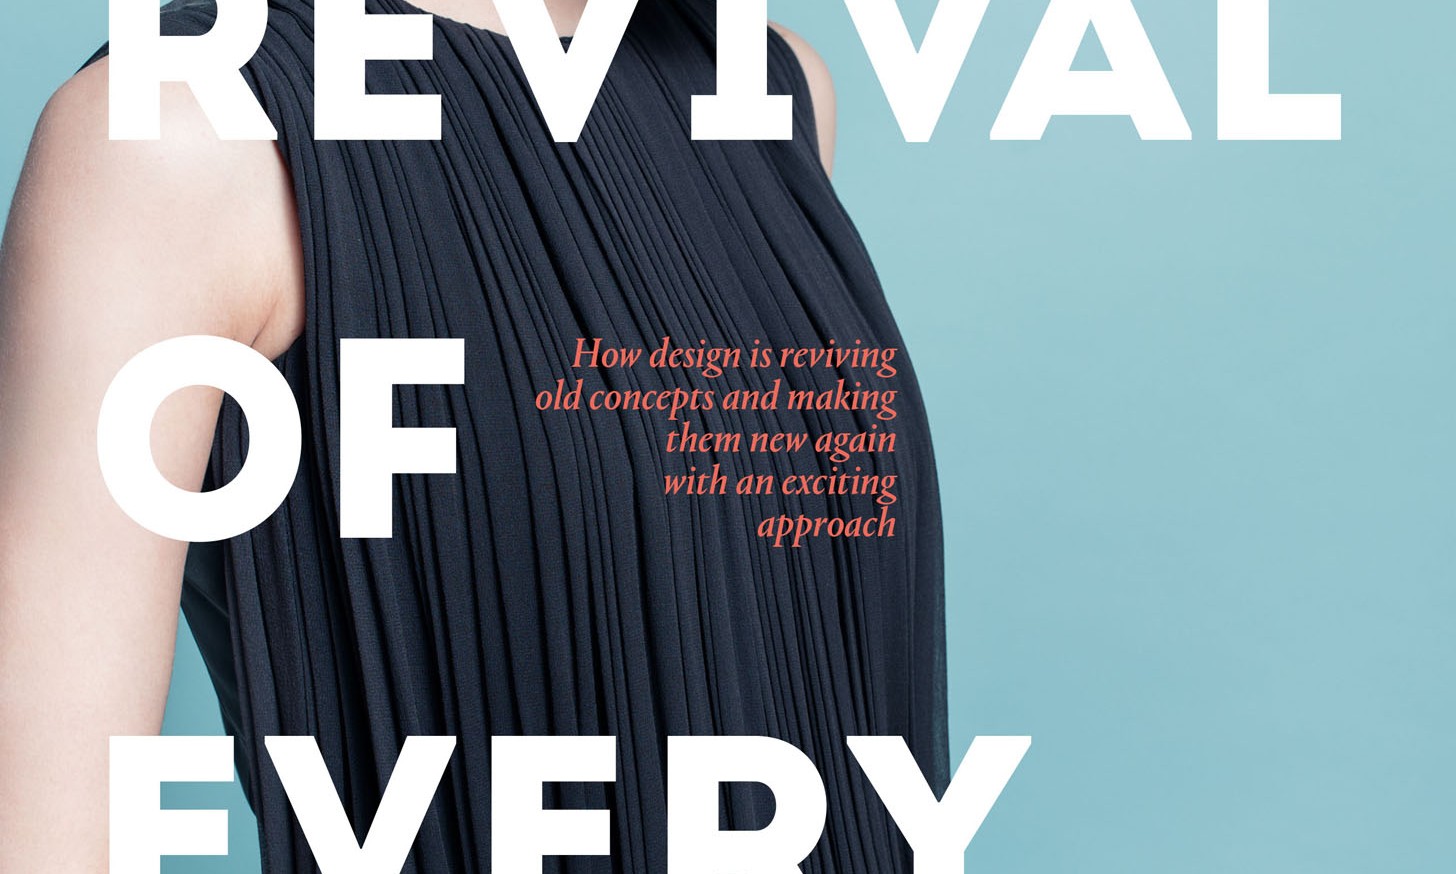 REVIVAL
OF
How design is reviving
old concepts and making
them new again
with an exciting
approach
EVERY